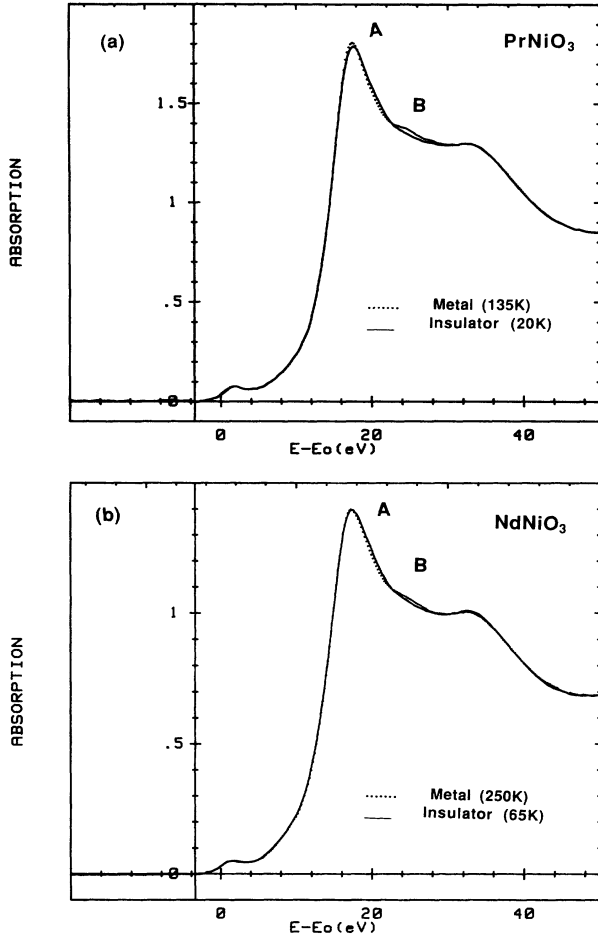 (a)
A
PrNiO3
B
1.5
1
.5
0
ABSORPTION
Metal (135K)
Insulator (20K)
0 20 40
E-Eo(eV)
(b)
A
NdNiO3
B
1
.5
0
ABSORPTION
Metal (250K)
Insulator (65K)
0 20 40
E-Eo(eV)